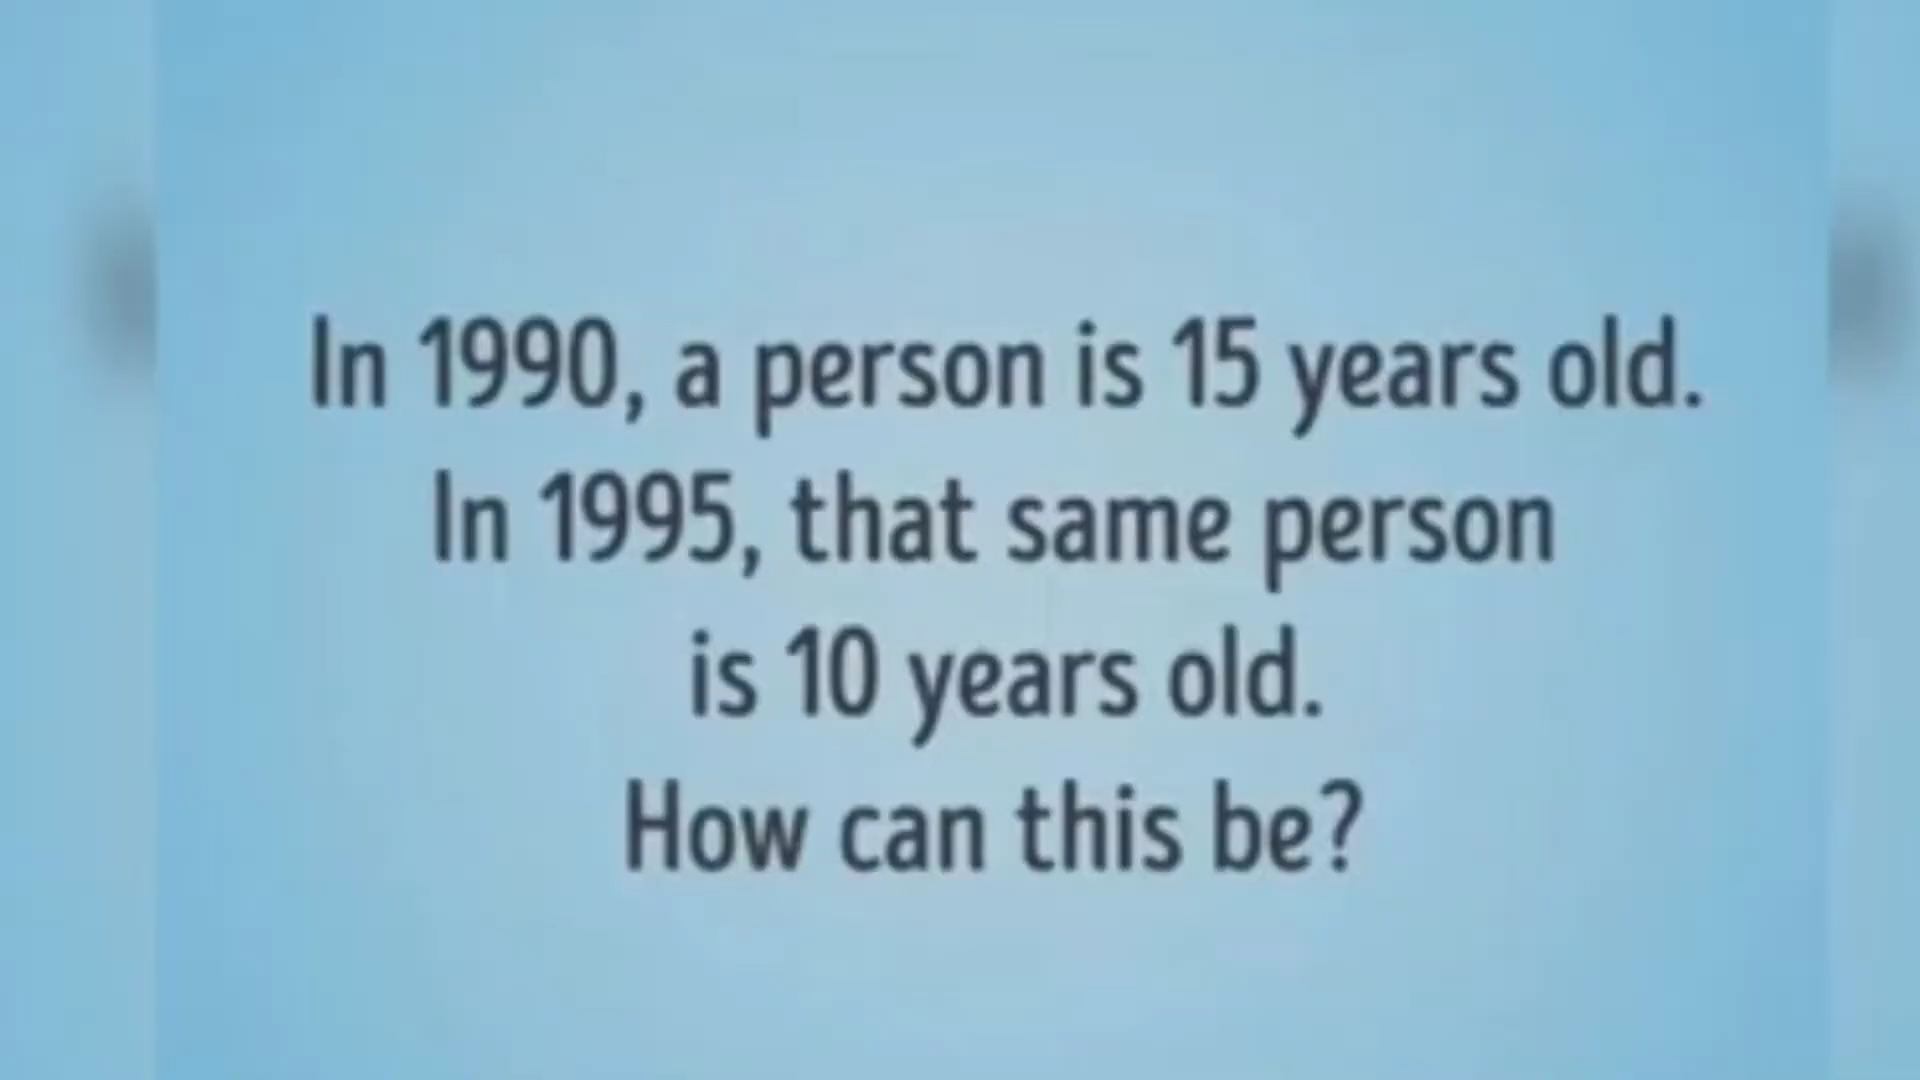 In 1990, a person is 15 years old.
In 1995, that same person
is 10 years old.
How can this be?